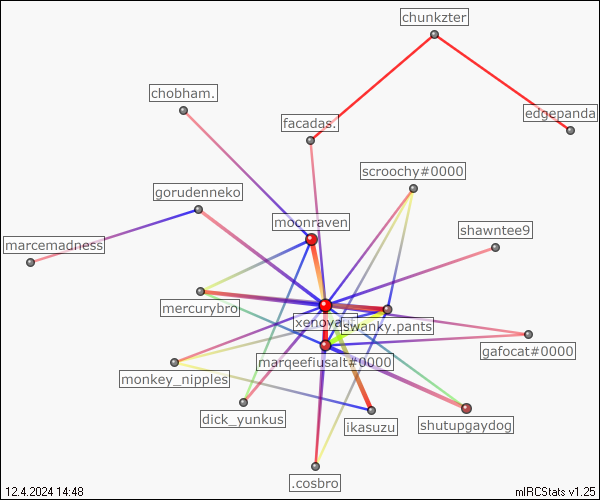 chunkzter
chobham.
edgepanda
facadas.
scroochy#0000
gorudenneko
moonraven
shawntee9
marcemadness
mercurybro
swanky.pants
gafocat#0000
marqeefiusalt#0000
monkey_nipples
dick_yunkus
ikasuzu
shutupgaydog
.cosbro
12.4.2024 14:48
mIRCStats v1.25